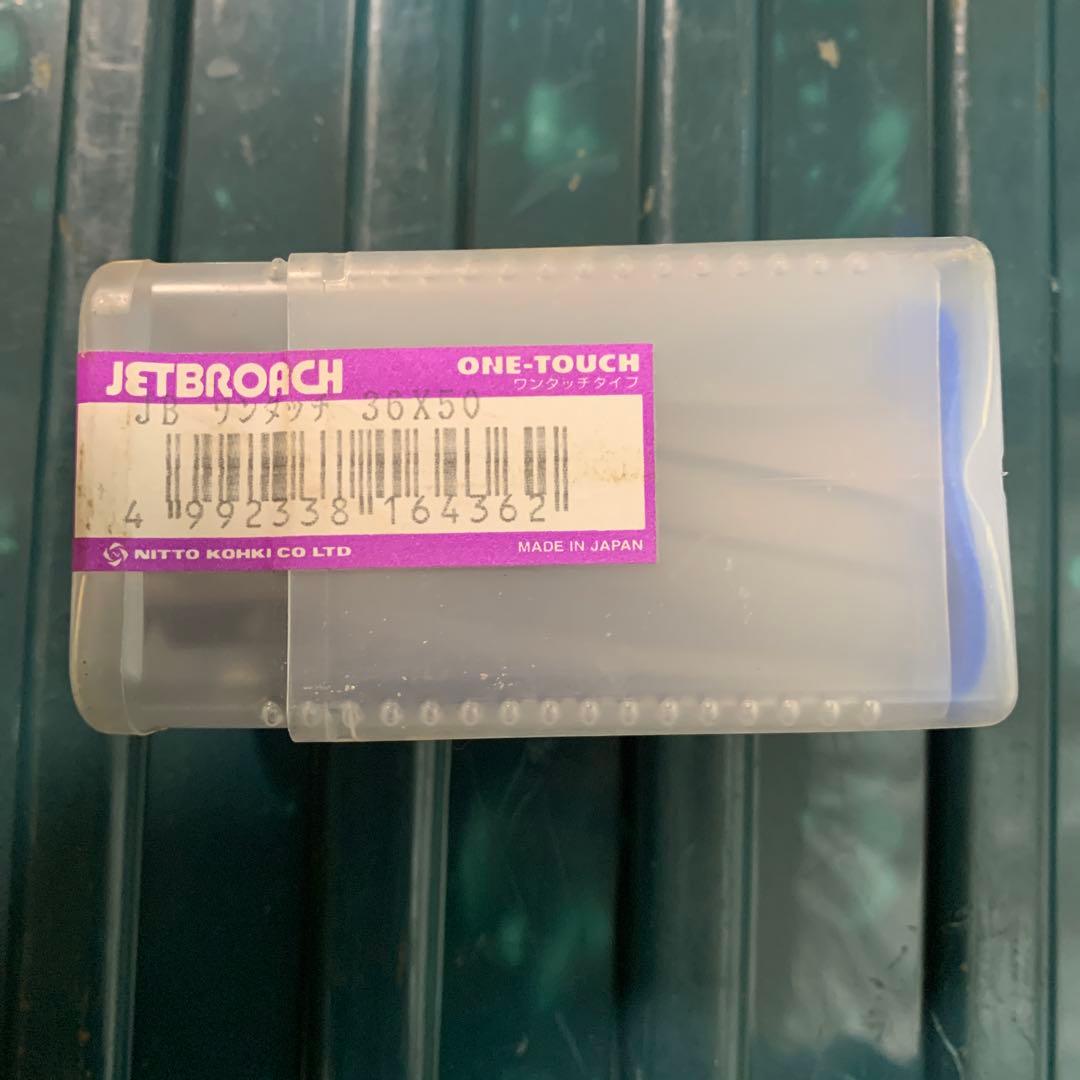 JETBROACH
ONE-TOUCH
ワンタッチタイプ
JB ワンタッチ 36X50
4 992338 164362
NITTO KOHKI CO LTD
MADE IN JAPAN